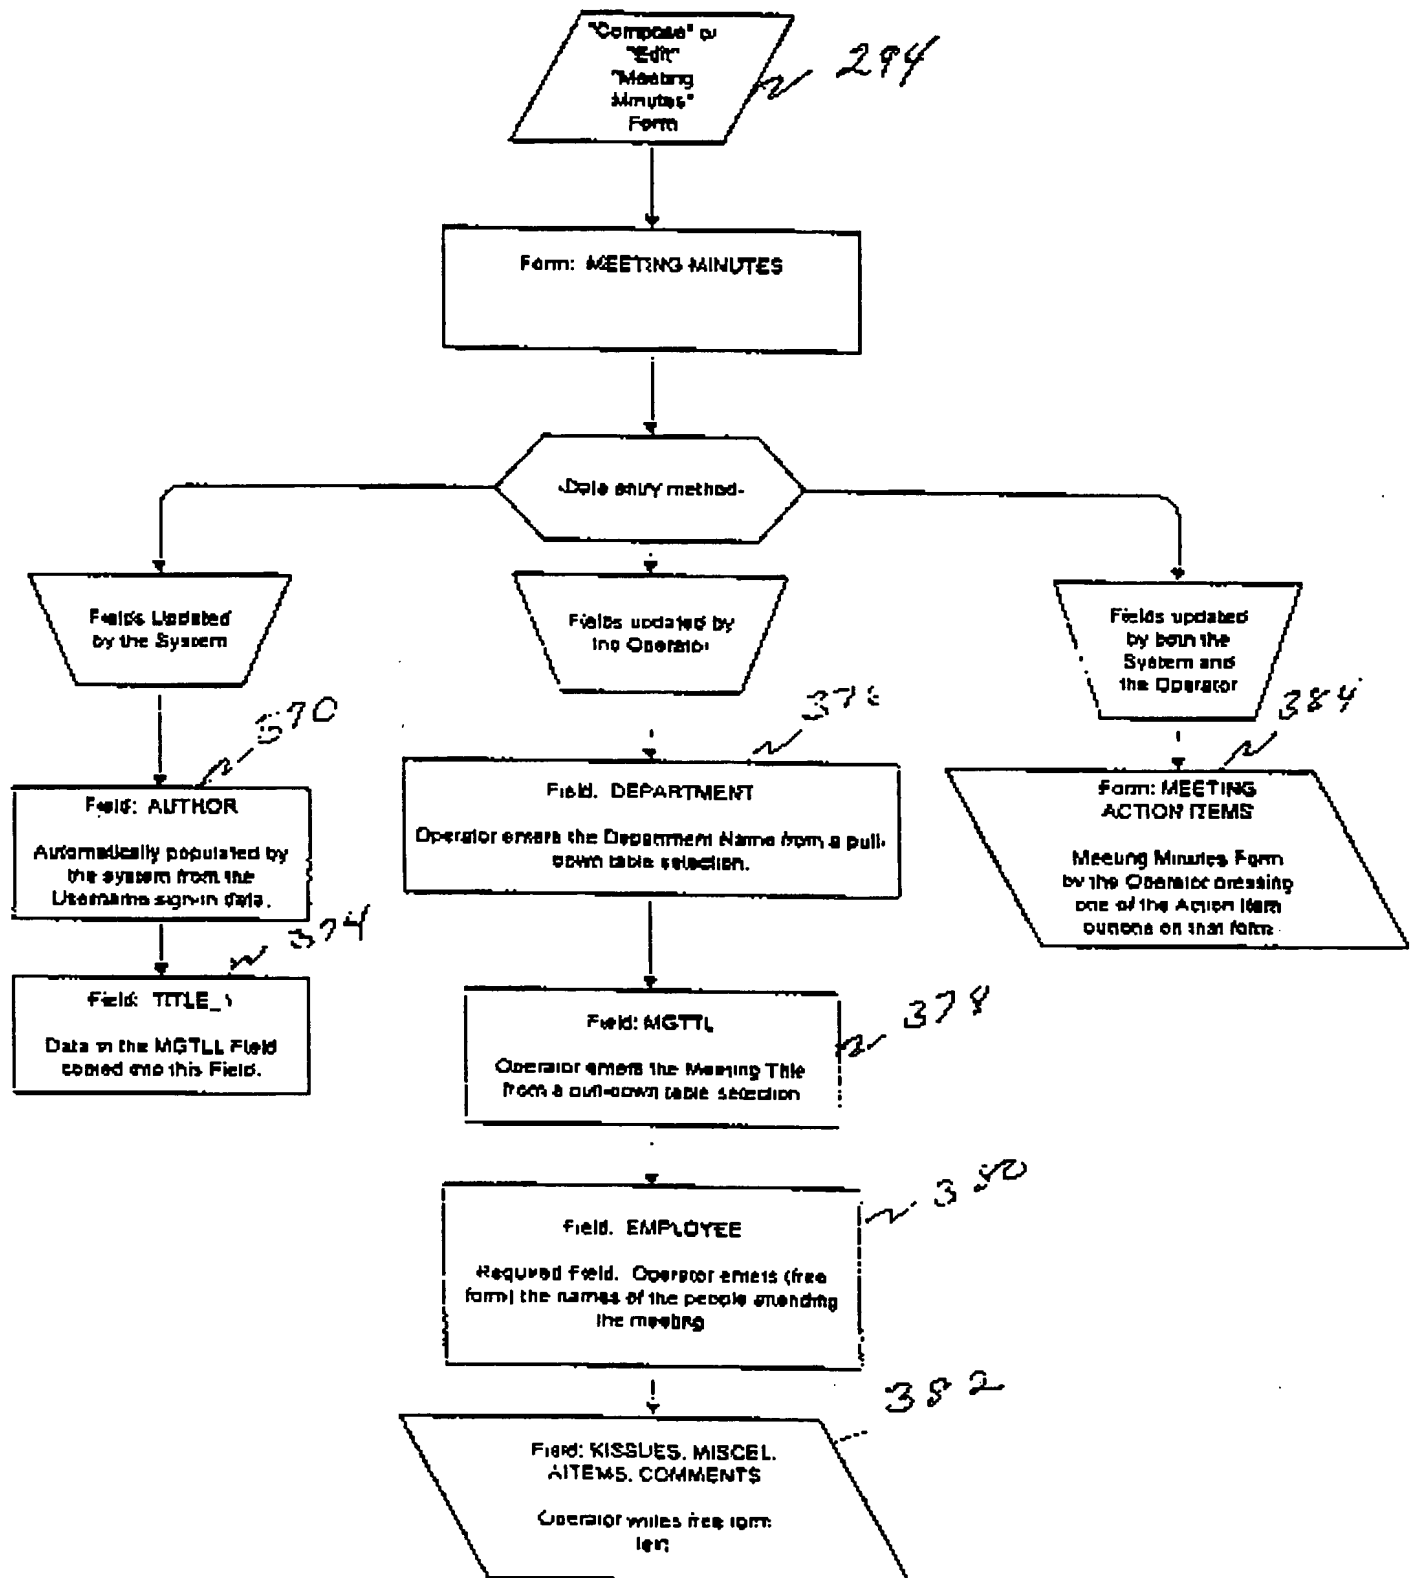 "Compose" or
"Edit"
"Meeting
Minutes"
Form
294
Form: MEETING MINUTES
Data entry method
Fields Updated
by the System
Fields updated by
the Operator
Fields updated
by both the
System and
the Operator
370
Field: AUTHOR
Automatically populated by
the system from the
Username sign-in data.
374
Field: TITLE_1
Data in the MGTLL Field
copied into this Field.
Field. DEPARTMENT
Operator enters the Department Name from a pull-
down table selection.
384
Form: MEETING
ACTION ITEMS
Meeting Minutes Form
by the Operator pressing
one of the Action Item
buttons on that form
378
Field: MGTTL
Operator enters the Meeting Title
from a pull-down table selection
380
Field. EMPLOYEE
Required Field. Operator enters (free
form) the names of the people attending
the meeting
382
Field: KISSUES, MISCEL,
AITEMS, COMMENTS
Operator writes free form
text